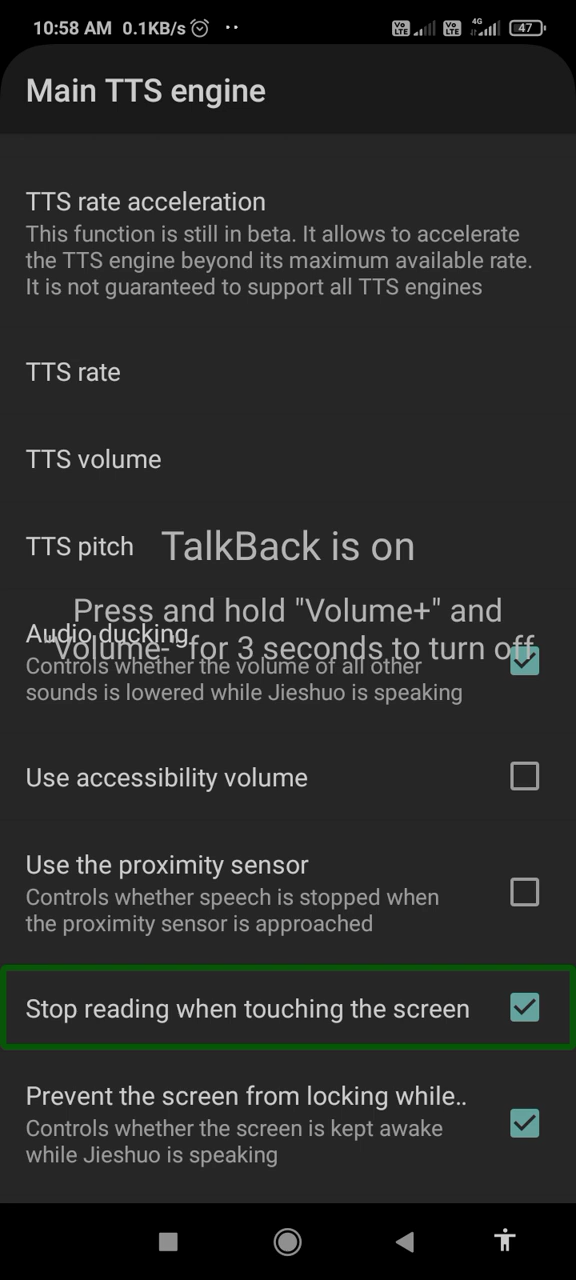 10:58 AM 0.1KB/s ··
Vo LTE Vo LTE 4G 47
Main TTS engine
TTS rate acceleration
This function is still in beta. It allows to accelerate
the TTS engine beyond its maximum available rate.
It is not guaranteed to support all TTS engines
TTS rate
TTS volume
TTS pitch
TalkBack is on
Press and hold "Volume+" and
"Volume-" for 3 seconds to turn off
Audio ducking
Controls whether the volume of all other
sounds is lowered while Jieshuo is speaking
Use accessibility volume
Use the proximity sensor
Controls whether speech is stopped when
the proximity sensor is approached
Stop reading when touching the screen
Prevent the screen from locking while..
Controls whether the screen is kept awake
while Jieshuo is speaking